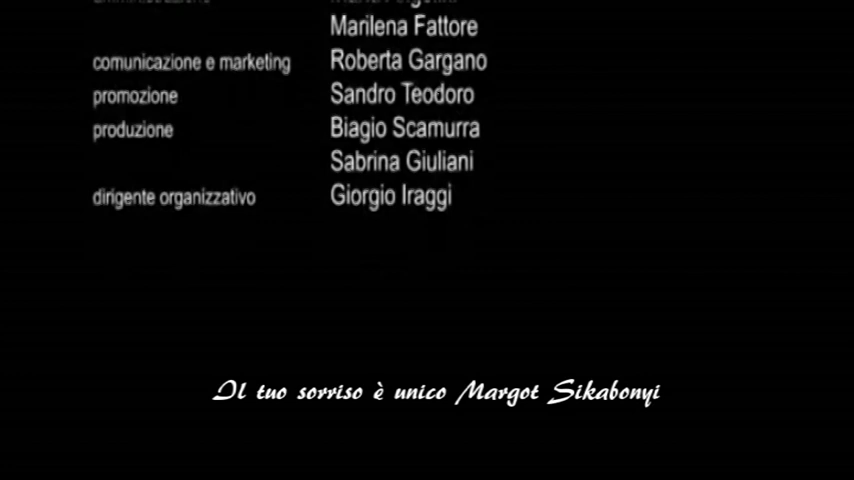 Marilena Fattore
comunicazione e marketing Roberta Gargano
promozione Sandro Teodoro
produzione Biagio Scamurra
Sabrina Giuliani
dirigente organizzativo Giorgio Iraggi
Il tuo sorriso è unico Margot Sikabonyi